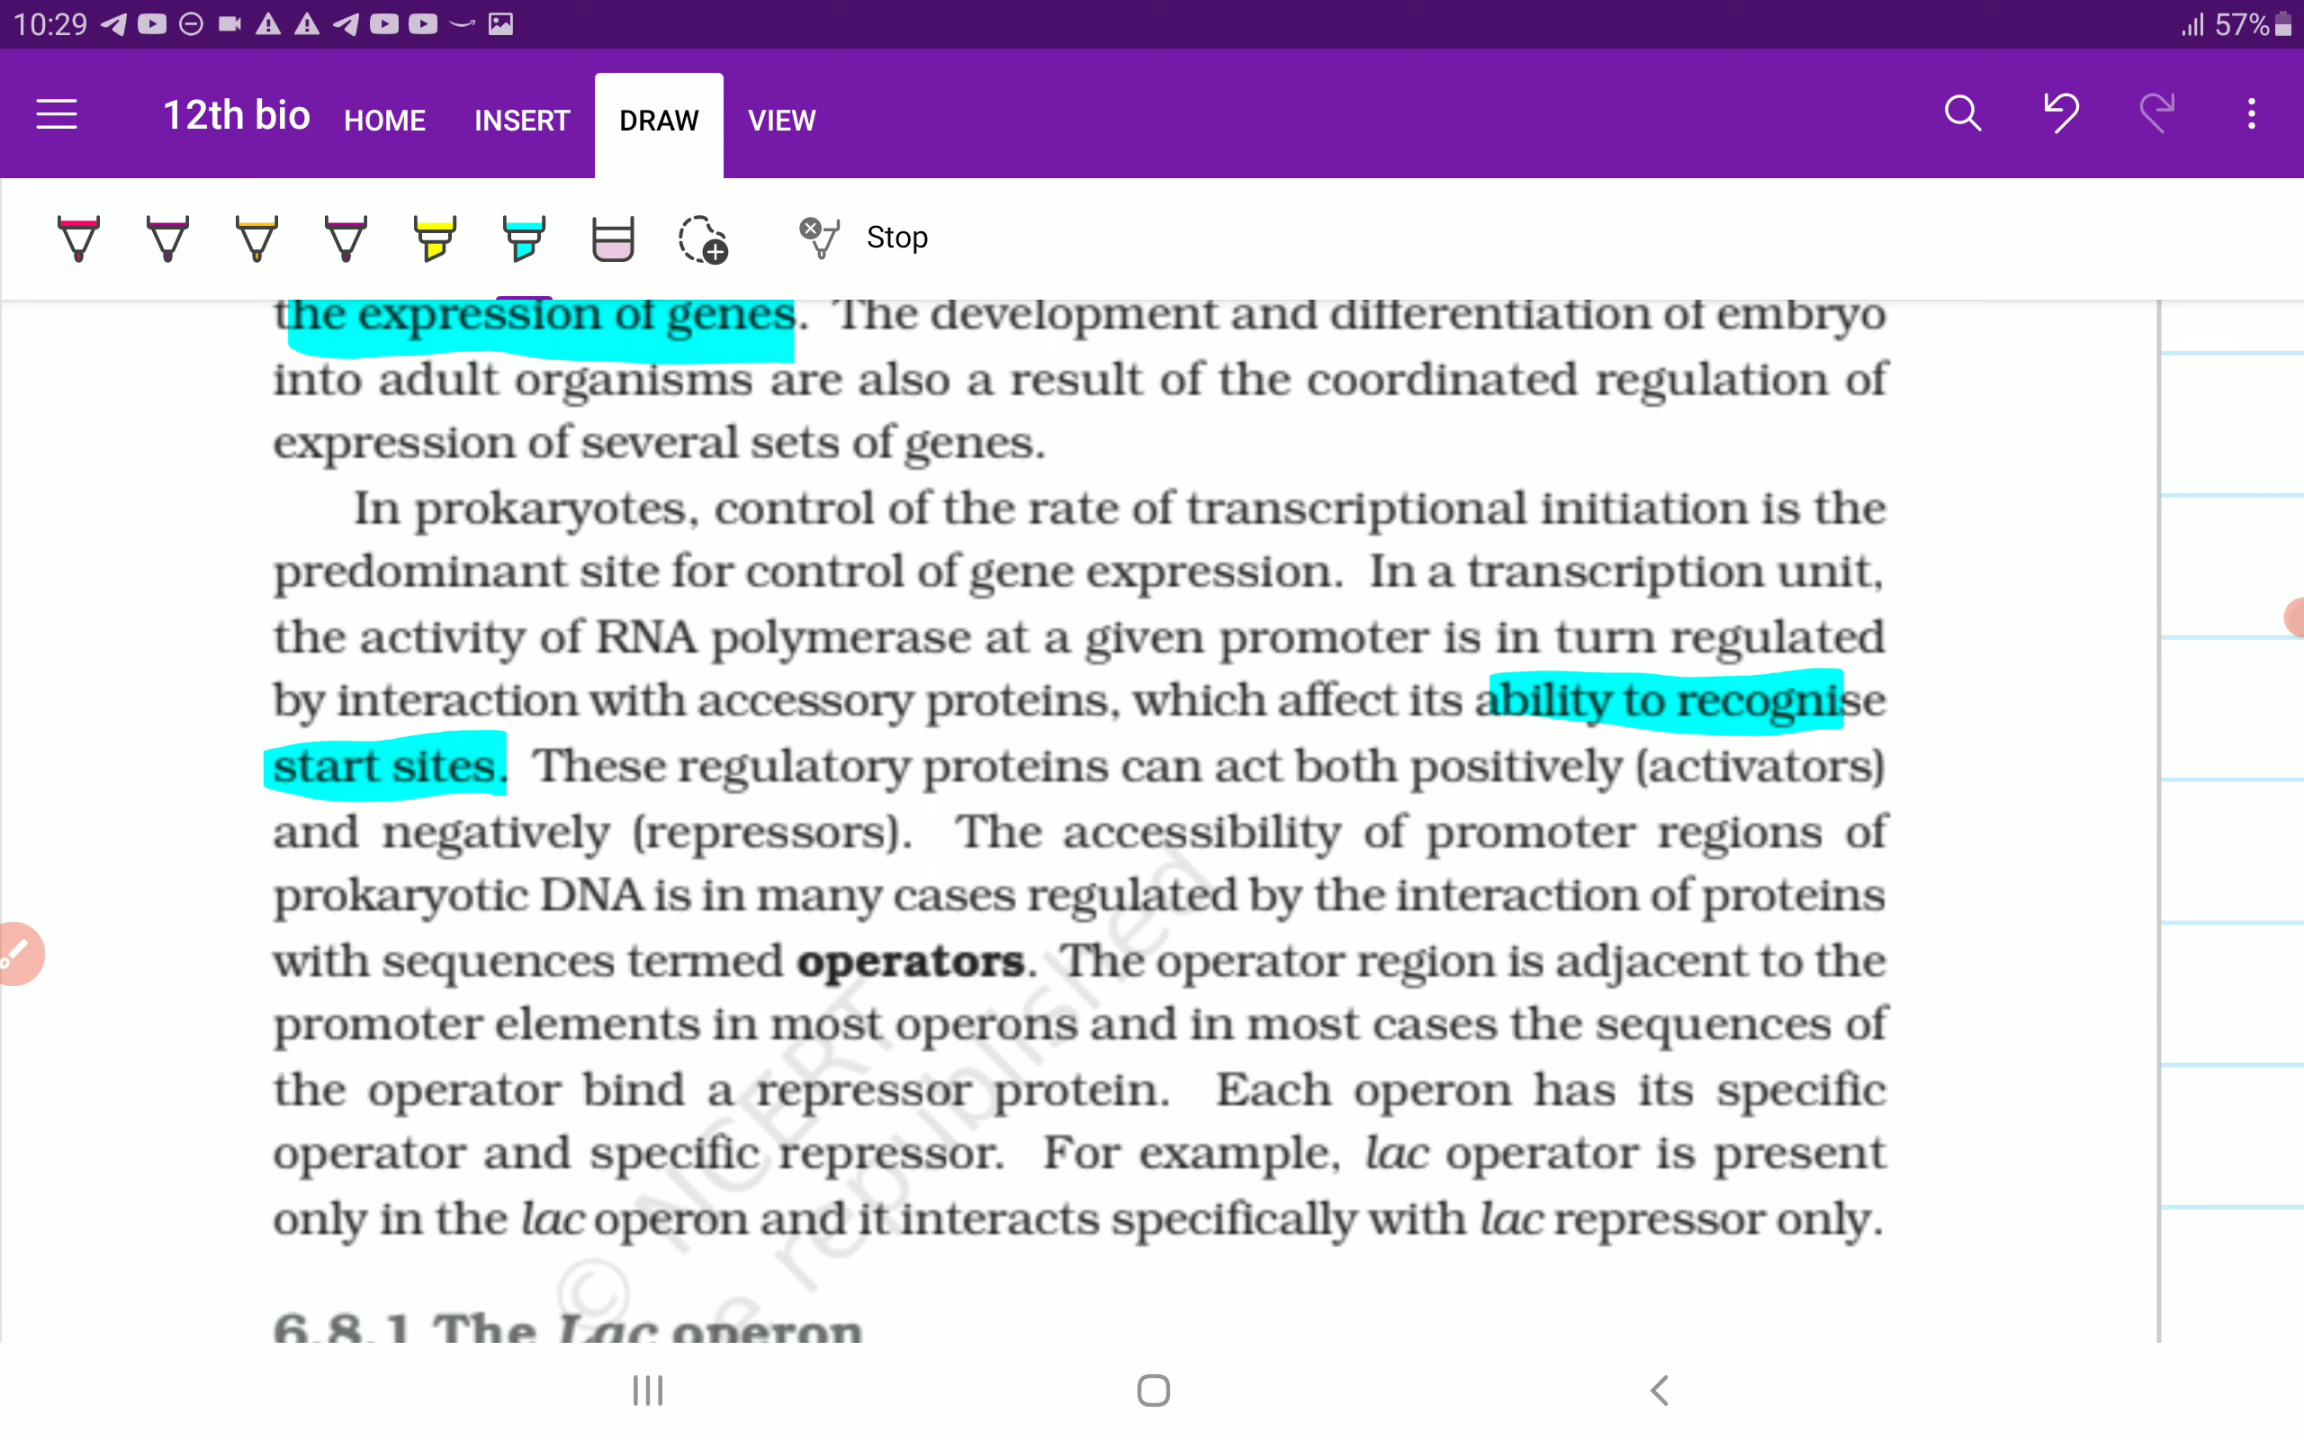 10:29
57%
12th bio HOME INSERT DRAW VIEW
Stop
the expression of genes. The development and differentiation of embryo
into adult organisms are also a result of the coordinated regulation of
expression of several sets of genes.
In prokaryotes, control of the rate of transcriptional initiation is the
predominant site for control of gene expression. In a transcription unit,
the activity of RNA polymerase at a given promoter is in turn regulated
by interaction with accessory proteins, which affect its ability to recognise
start sites. These regulatory proteins can act both positively (activators)
and negatively (repressors). The accessibility of promoter regions of
prokaryotic DNA is in many cases regulated by the interaction of proteins
with sequences termed operators. The operator region is adjacent to the
promoter elements in most operons and in most cases the sequences of
the operator bind a repressor protein. Each operon has its specific
operator and specific repressor. For example, lac operator is present
only in the lac operon and it interacts specifically with lac repressor only.
© NCERT
e republished
6.8.1 The Lac operon